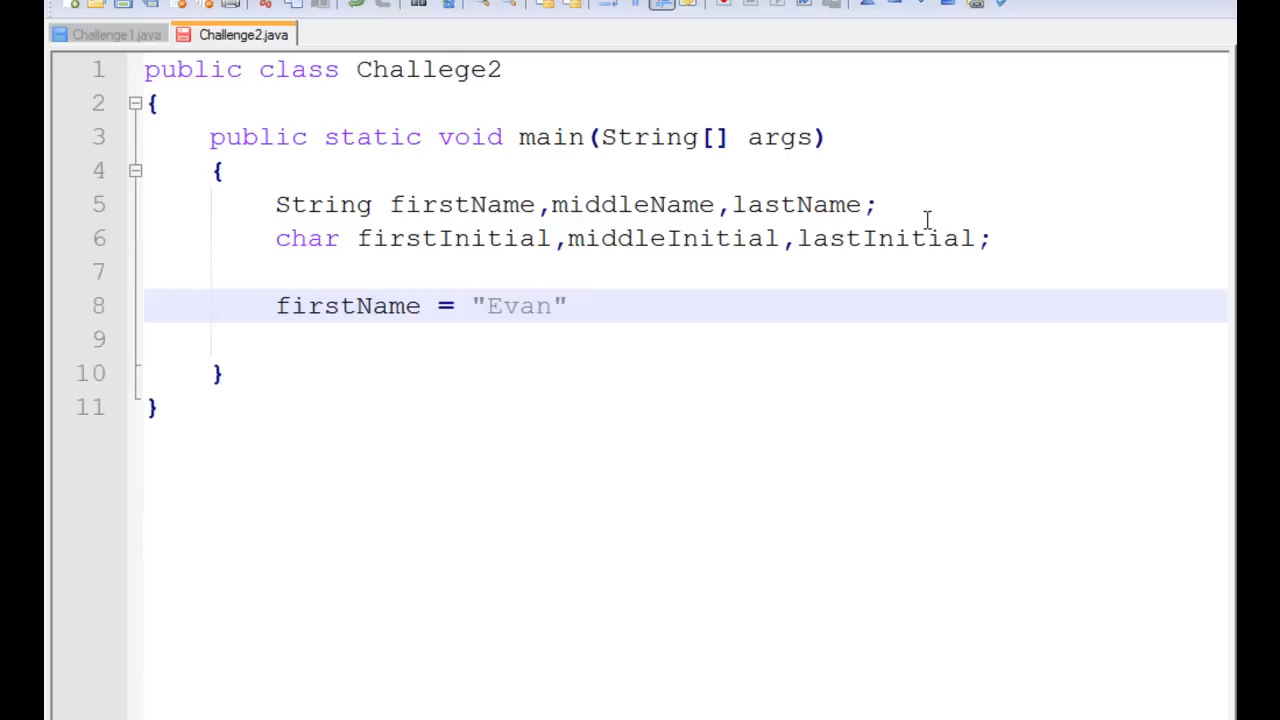 Challenge1.java Challenge2.java
1 public class Challege2
2 {
3 public static void main(String[] args)
4 {
5 String firstName,middleName,lastName;
6 char firstInitial,middleInitial,lastInitial;
7
8 firstName = "Evan"
9
10 }
11 }